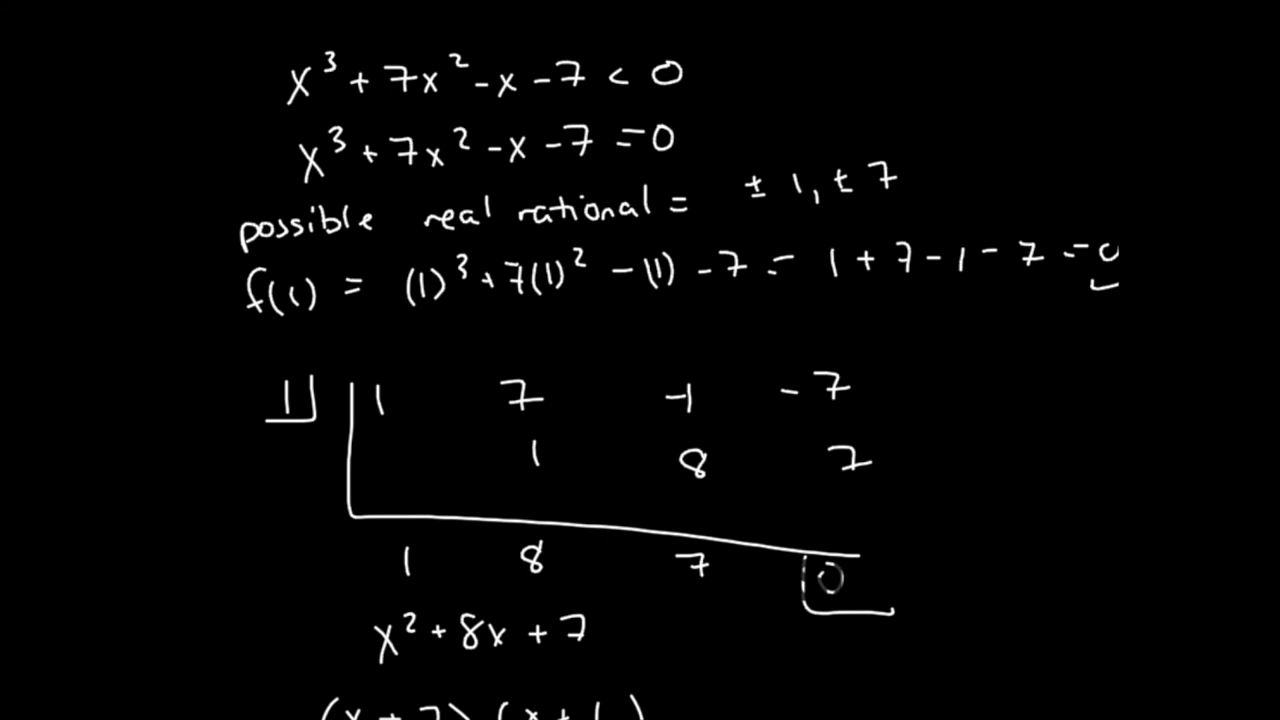 x³ + 7x² - x - 7 < 0
x³ + 7x² - x - 7 = 0
possible real rational = ± 1, ± 7
f(1) = (1)³ + 7(1)² - (1) - 7 = 1 + 7 - 1 - 7 = 0
1 | 1 7 -1 -7
1 8 7
1 8 7 0
x² + 8x + 7
(x + 7) (x + 1)